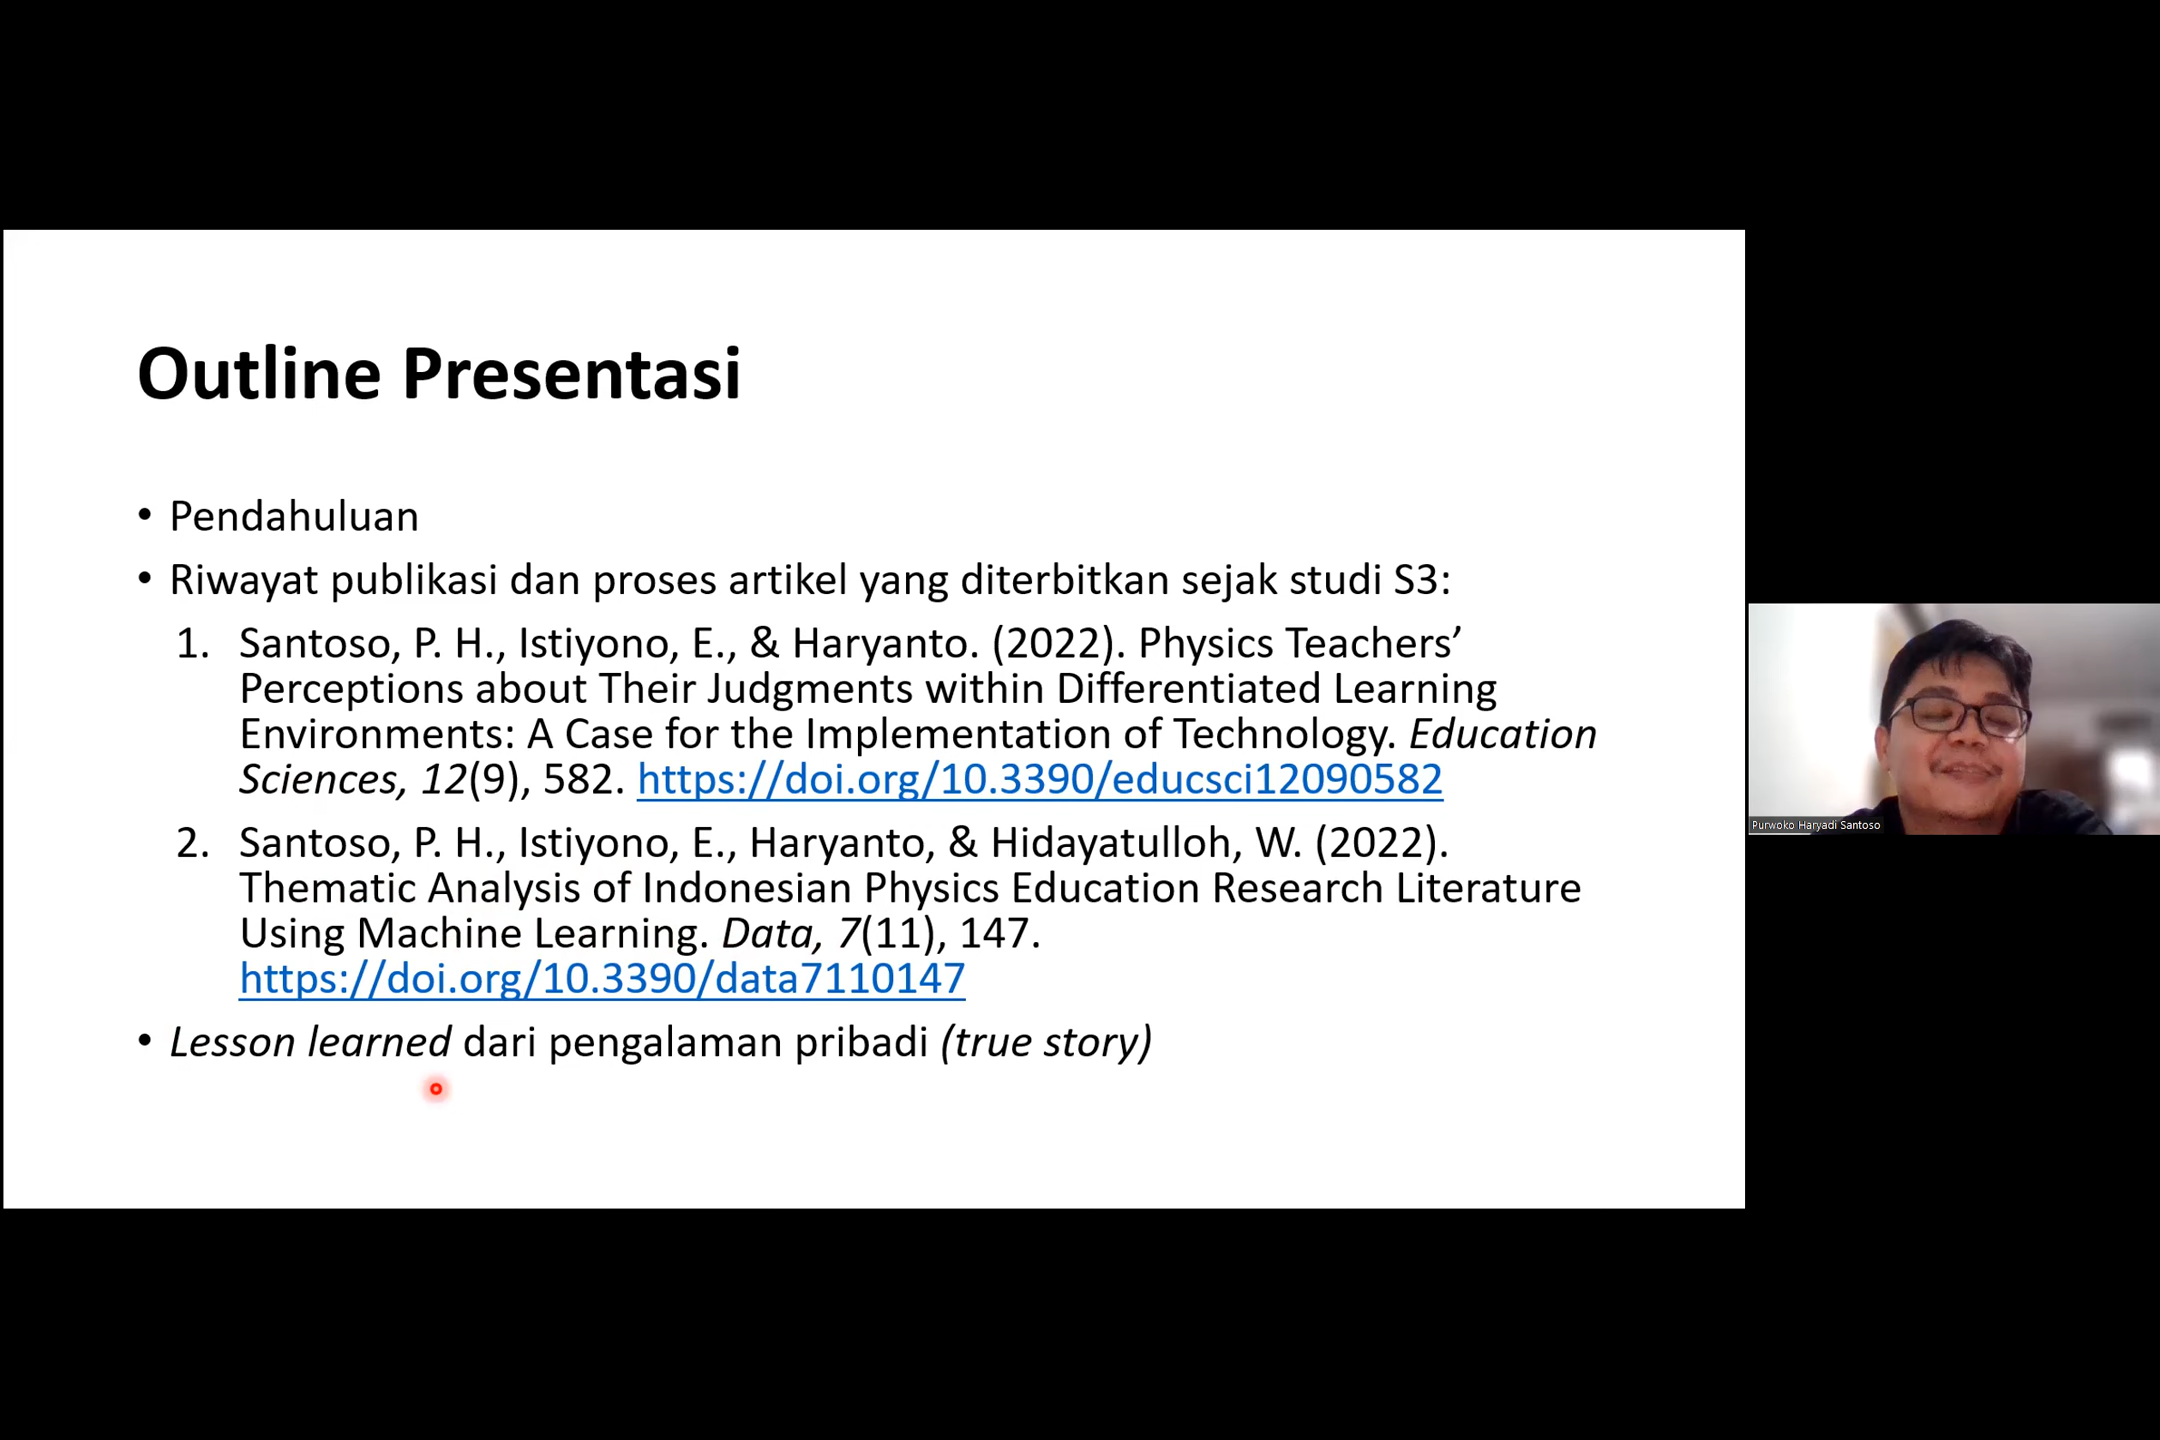 Outline Presentasi
• Pendahuluan
• Riwayat publikasi dan proses artikel yang diterbitkan sejak studi S3:
1. Santoso, P. H., Istiyono, E., & Haryanto. (2022). Physics Teachers’
Perceptions about Their Judgments within Differentiated Learning
Environments: A Case for the Implementation of Technology. Education
Sciences, 12(9), 582. https://doi.org/10.3390/educsci12090582
2. Santoso, P. H., Istiyono, E., Haryanto, & Hidayatulloh, W. (2022).
Thematic Analysis of Indonesian Physics Education Research Literature
Using Machine Learning. Data, 7(11), 147.
https://doi.org/10.3390/data7110147
• Lesson learned dari pengalaman pribadi (true story)
Purwoko Haryadi Santoso